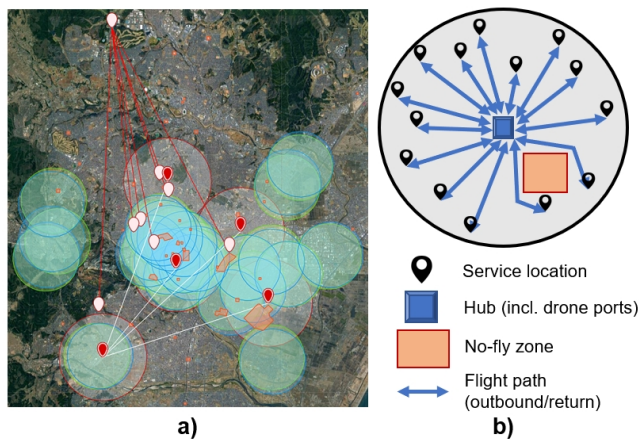 Service location
Hub (incl. drone ports)
No-fly zone
Flight path
(outbound/return)
a)
b)